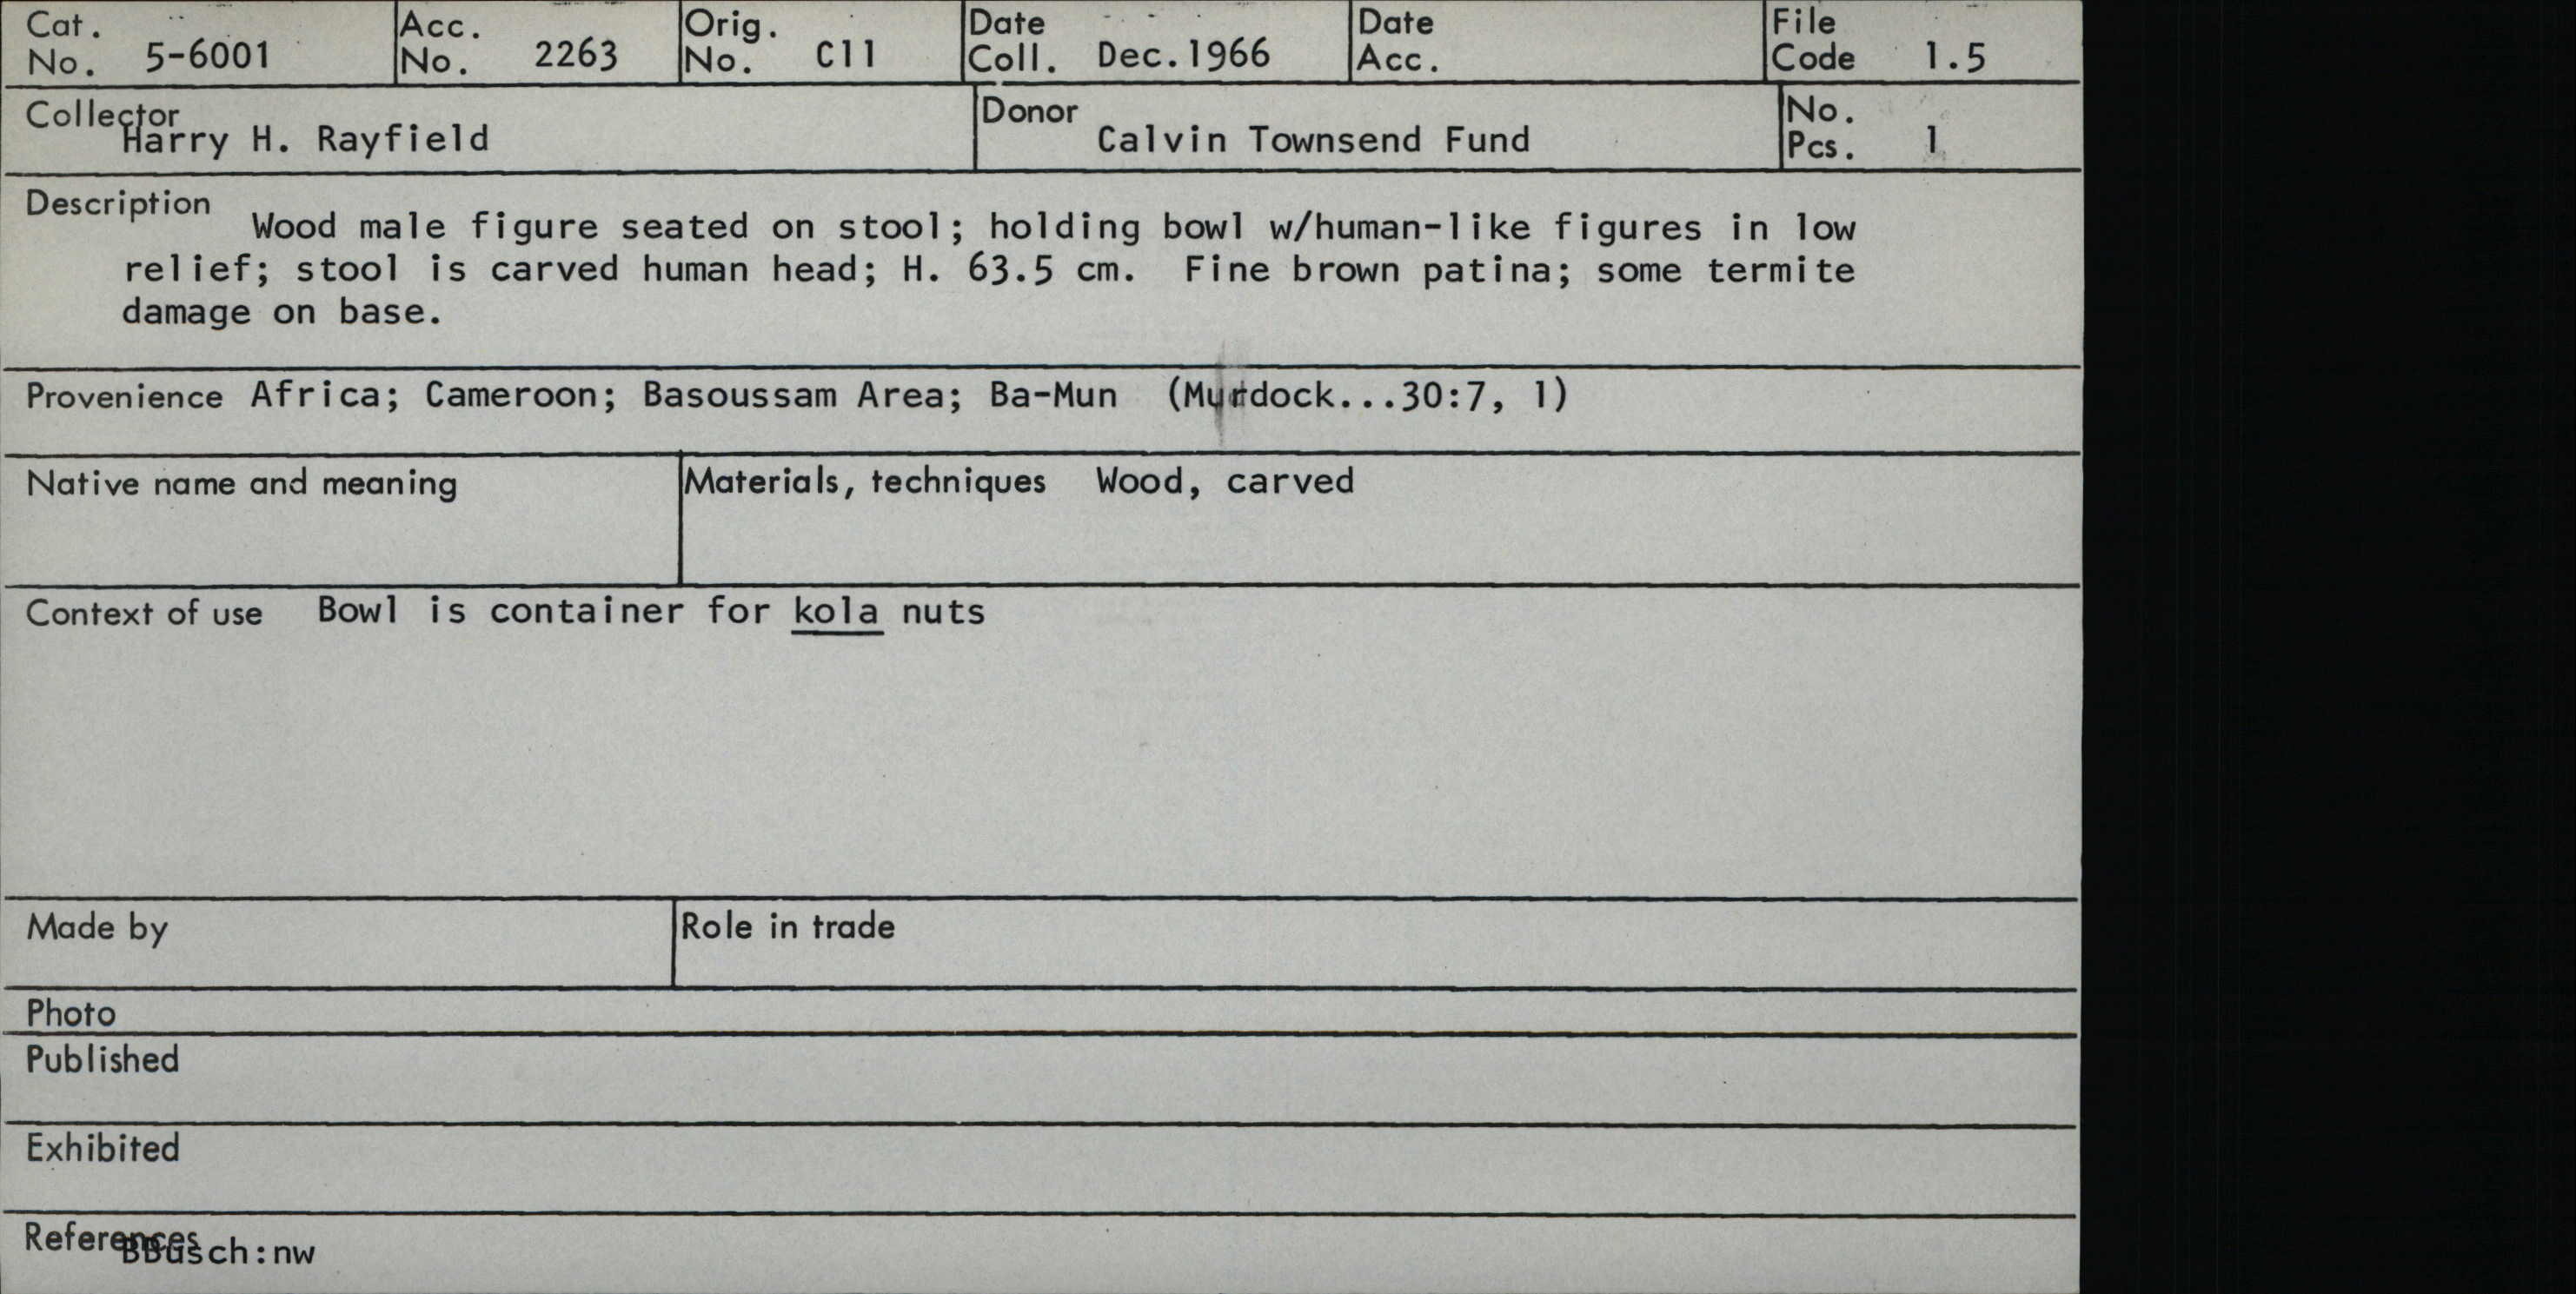 Cat. No. 5-6001 Acc. No. 2263 Orig. No. C11 Date Coll. Dec.1966 Date Acc. File Code 1.5
Collector Harry H. Rayfield Donor Calvin Townsend Fund No. Pcs. 1
Description Wood male figure seated on stool; holding bowl w/human-like figures in low
relief; stool is carved human head; H. 63.5 cm. Fine brown patina; some termite
damage on base.
Provenience Africa; Cameroon; Basoussam Area; Ba-Mun (Murdock...30:7, 1)
Native name and meaning Materials, techniques Wood, carved
Context of use Bowl is container for kola nuts
Made by Role in trade
Photo
Published
Exhibited
References BBusch:nw